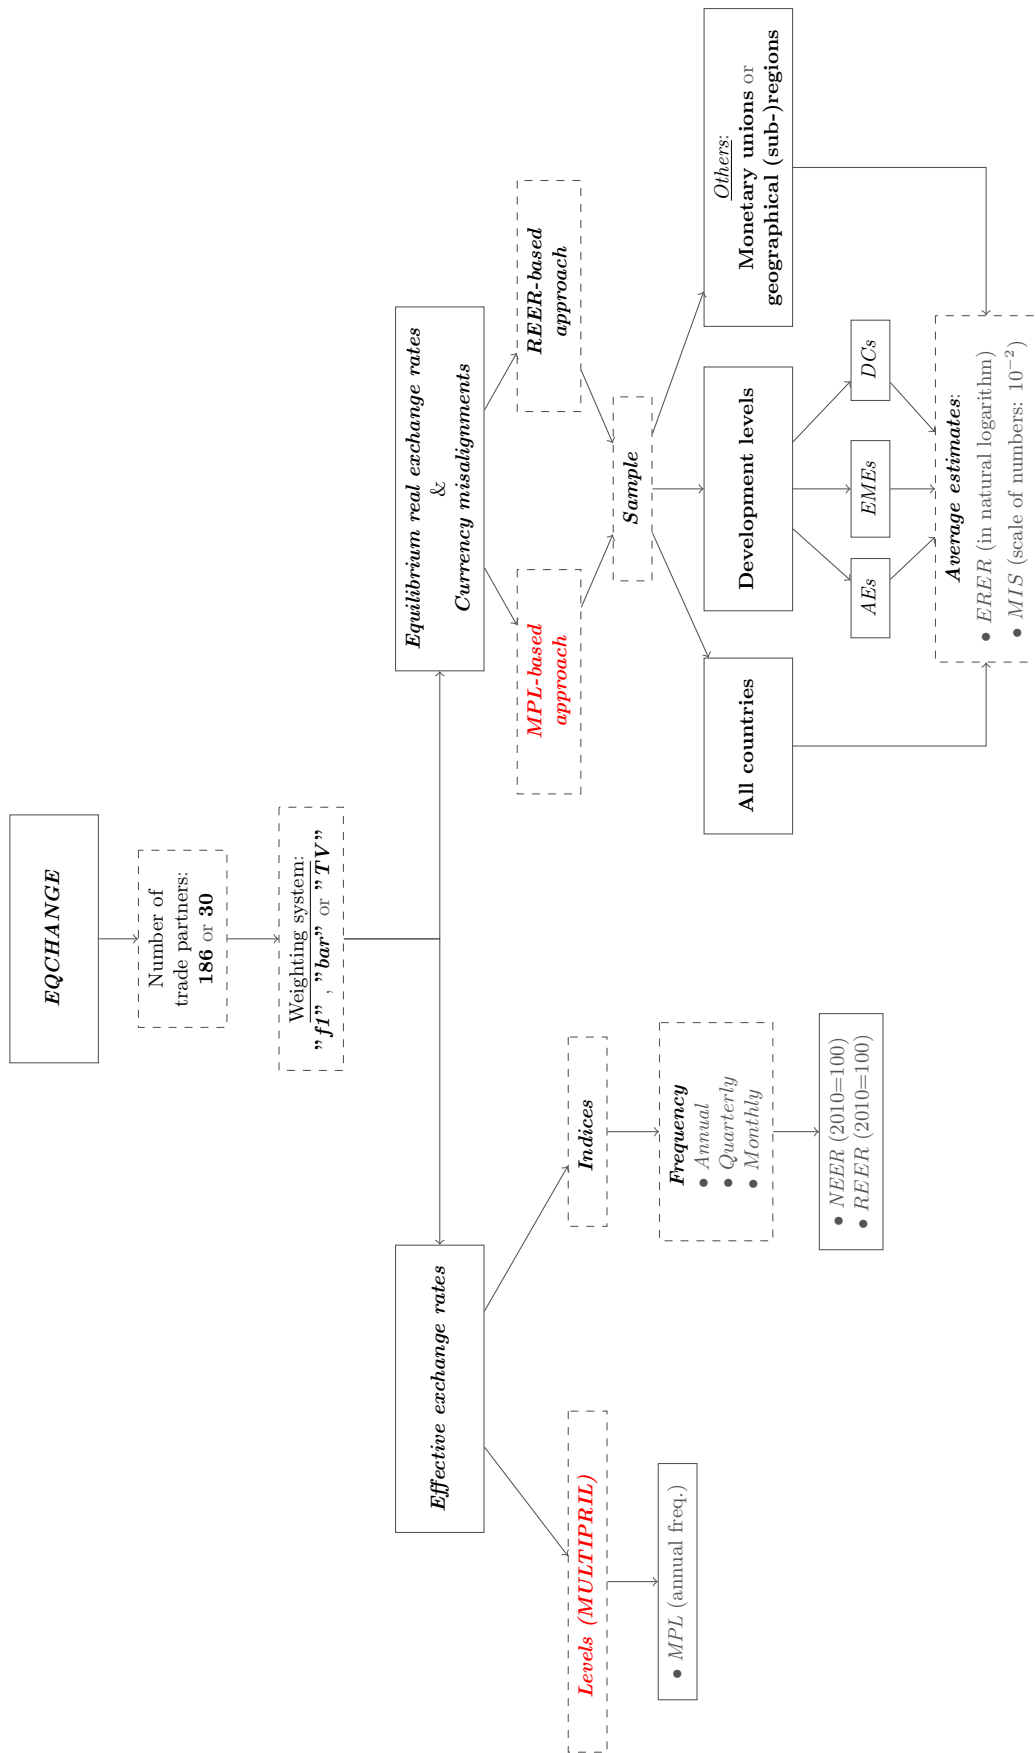 EQCHANGE
Number of
trade partners:
186 or 30
Weighting system:
"f1" , "bar" or "TV"
Effective exchange rates
Equilibrium real exchange rates
&
Currency misalignments
Levels (MULTIPRIL)
Indices
MPL-based
approach
REER-based
approach
• MPL (annual freq.)
Frequency
• Annual
• Quarterly
• Monthly
Sample
• NEER (2010=100)
• REER (2010=100)
All countries
Development levels
Others:
Monetary unions or
geographical (sub-)regions
AEs
EMEs
DCs
Average estimates:
• ERER (in natural logarithm)
• MIS (scale of numbers: 10⁻²)